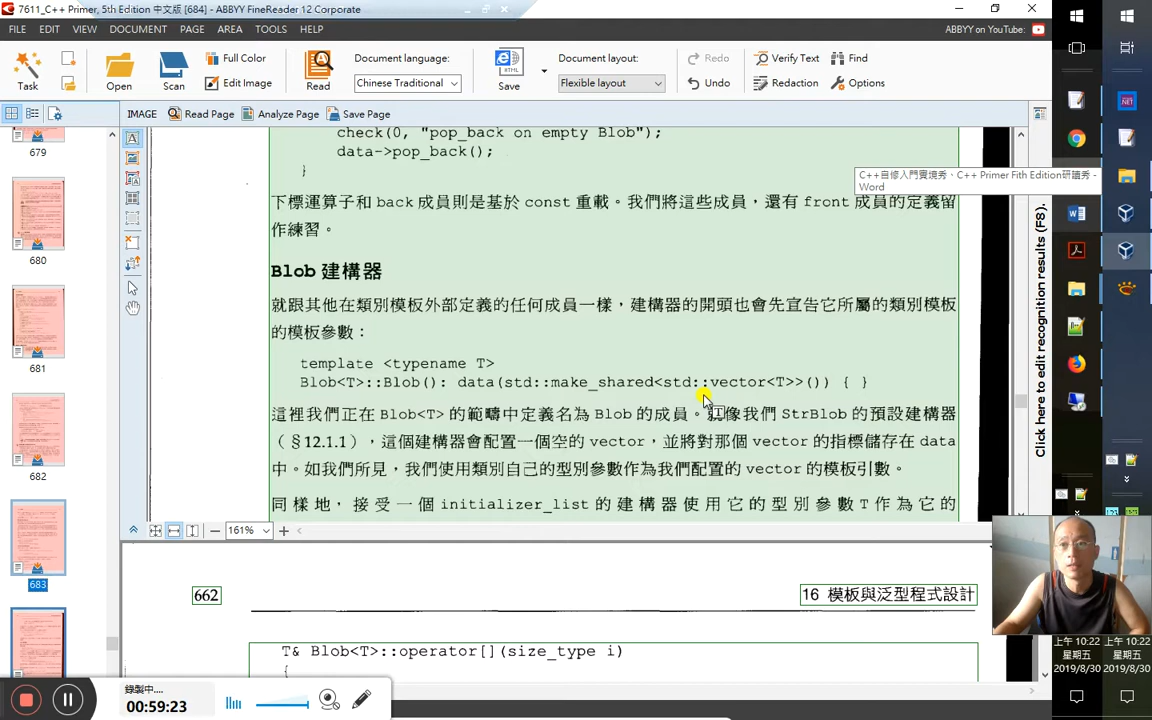 7611_C++ Primer, 5th Edition 中文版 [684] - ABBYY FineReader 12 Corporate
FILE EDIT VIEW DOCUMENT PAGE AREA TOOLS HELP
ABBYY on YouTube:
Task
Open
Scan
Full Color
Edit Image
Read
Document language:
Chinese Traditional
Save
HTML
Document layout:
Flexible layout
Redo
Undo
Verify Text
Find
Redaction
Options
IMAGE Read Page Analyze Page Save Page
679
680
681
682
683
check(0, "pop_back on empty Blob");
data->pop_back();
}
C++自修入門實境秀、C++ Primer Fith Edition研讀秀 -
Word
下標運算子和 back 成員則是基於 const 重載。我們將這些成員，還有 front 成員的定義留
作練習。
Blob 建構器
就跟其他在類別模板外部定義的任何成員一樣，建構器的開頭也會先宣告它所屬的類別模板
的模板參數：
template <typename T>
Blob<T>::Blob(): data(std::make_shared<std::vector<T>>()) { }
這裡我們正在 Blob<T> 的範疇中定義名為 Blob 的成員。就像我們 StrBlob 的預設建構器
（§12.1.1），這個建構器會配置一個空的 vector，並將對那個 vector 的指標儲存在 data
中。如我們所見，我們使用類別自己的型別參數作為我們配置的 vector 的模板引數。
同樣地，接受一個 initializer_list 的建構器使用它的型別參數 T 作為它的
Click here to edit recognition results (F8).
161%
662
16 模板與泛型程式設計
T& Blob<T>::operator[](size_type i)
{
錄製中....
00:59:23
上午 10:22
星期五
2019/8/30
上午 10:22
星期五
2019/8/30